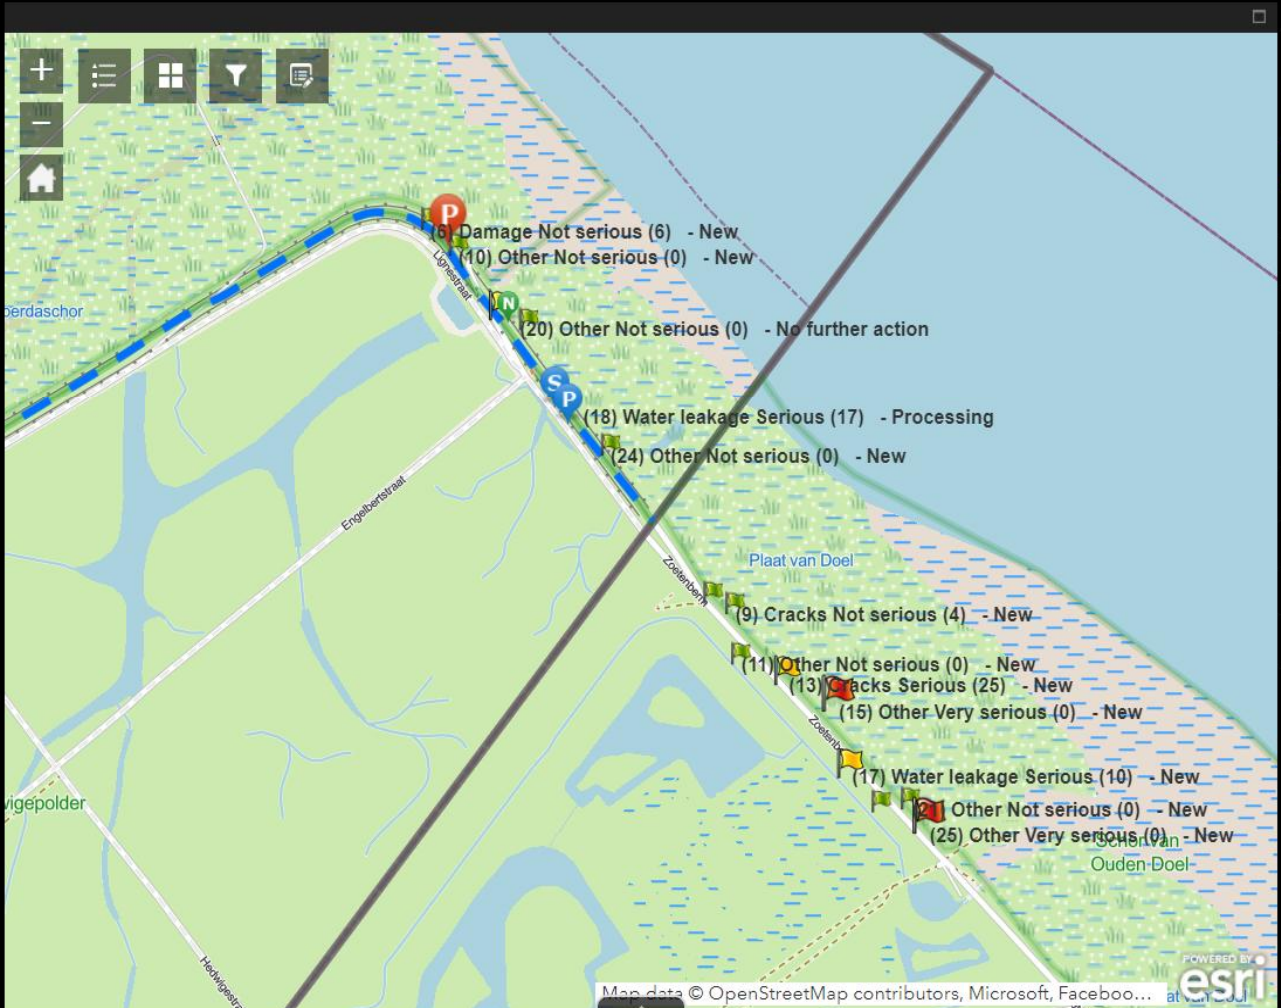 P
(6) Damage Not serious (6) - New
(10) Other Not serious (0) - New
Lignestraat
N
(20) Other Not serious (0) - No further action
S
P
(18) Water leakage Serious (17) - Processing
(24) Other Not serious (0) - New
Engelbertstraat
Plaat van Doel
Zoetenberm
(9) Cracks Not serious (4) - New
(11) Other Not serious (0) - New
(13) Cracks Serious (25) - New
(15) Other Very serious (0) - New
(17) Water leakage Serious (10) - New
vigepolder
Other Not serious (0) - New
(25) Other Very serious (0) - New
Schor van
Ouden Doel
POWERED BY
esri
Map data © OpenStreetMap contributors, Microsoft, Faceboo...